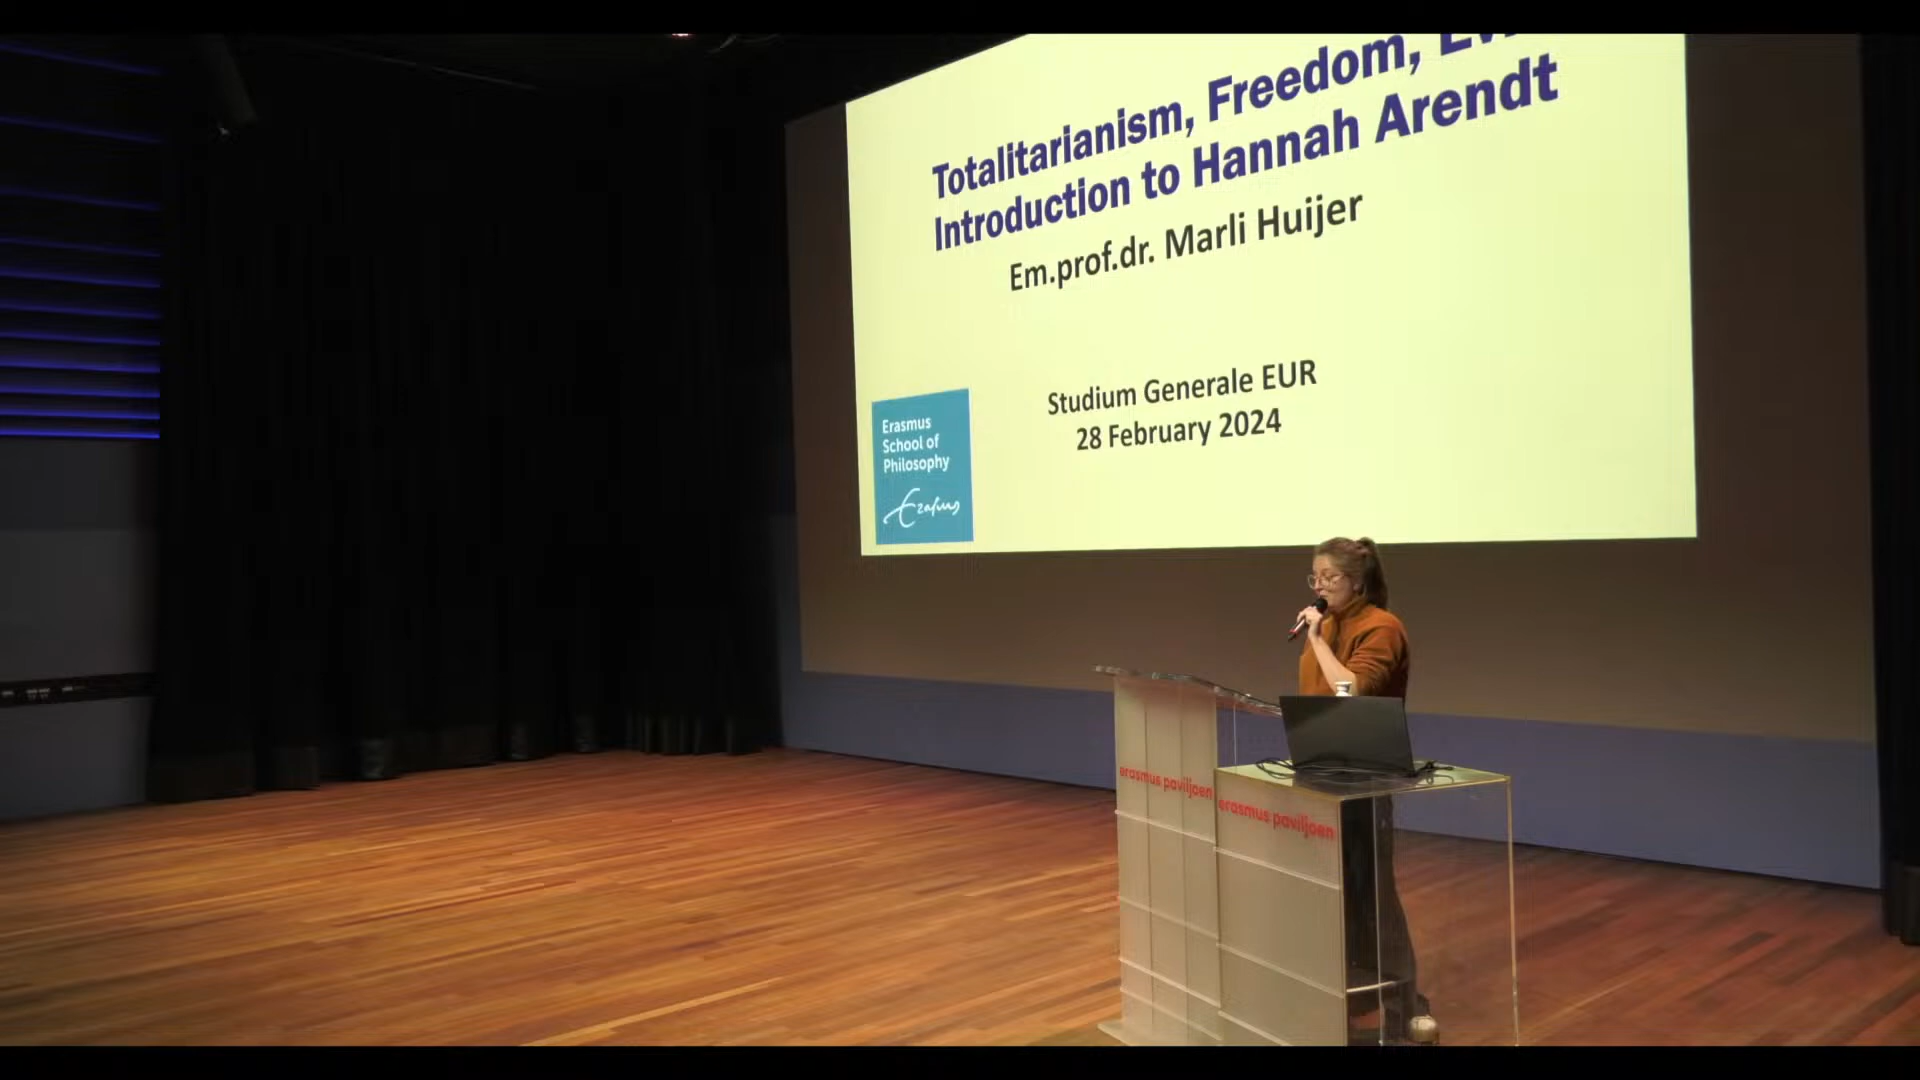 Totalitarianism, Freedom,
Introduction to Hannah Arendt
Em.prof.dr. Marli Huijer
Studium Generale EUR
28 February 2024
Erasmus
School of
Philosophy
Erasmus
erasmus paviljoen
erasmus paviljoen